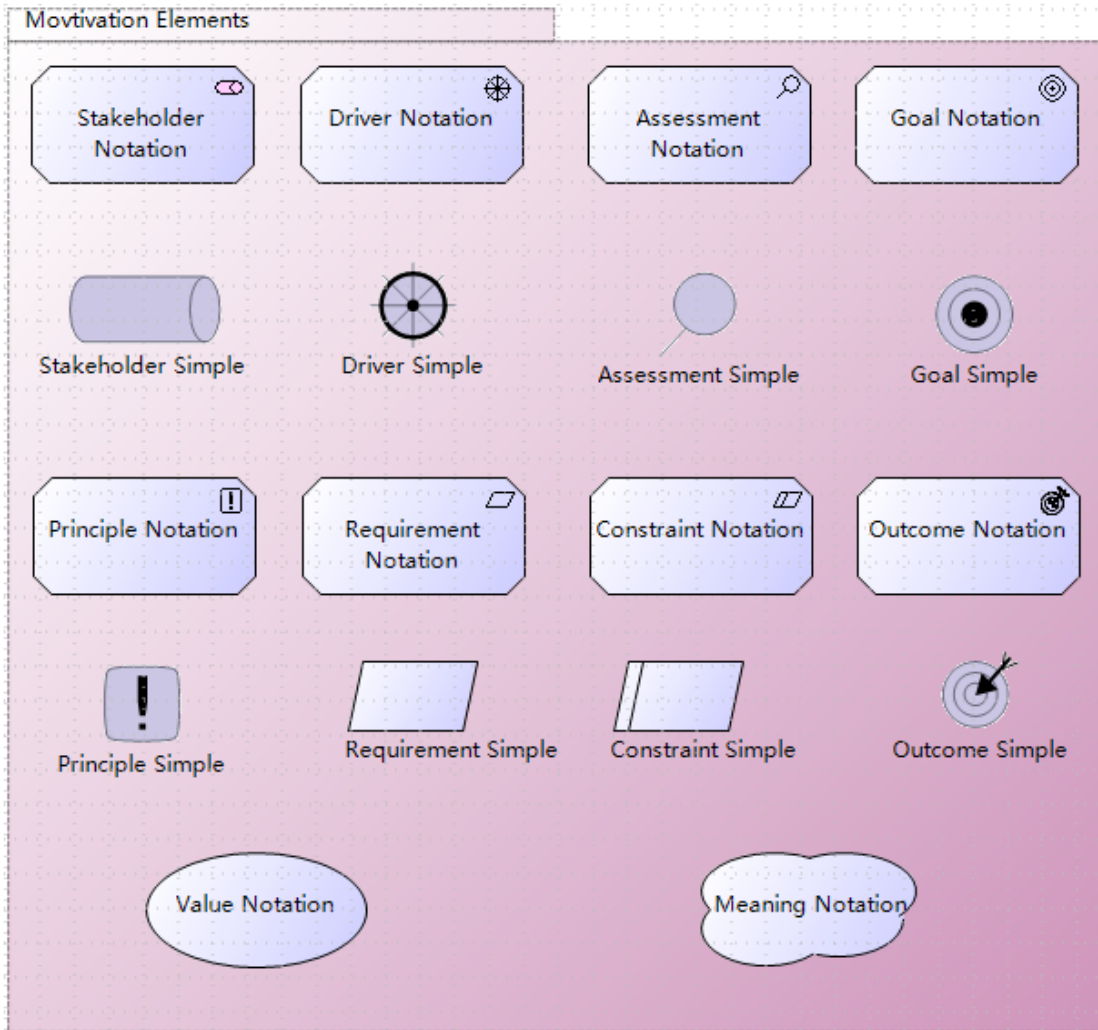 Movtivation Elements
Stakeholder
Notation
Driver Notation
Assessment
Notation
Goal Notation
Stakeholder Simple
Driver Simple
Assessment Simple
Goal Simple
Principle Notation
Requirement
Notation
Constraint Notation
Outcome Notation
Principle Simple
Requirement Simple
Constraint Simple
Outcome Simple
Value Notation
Meaning Notation